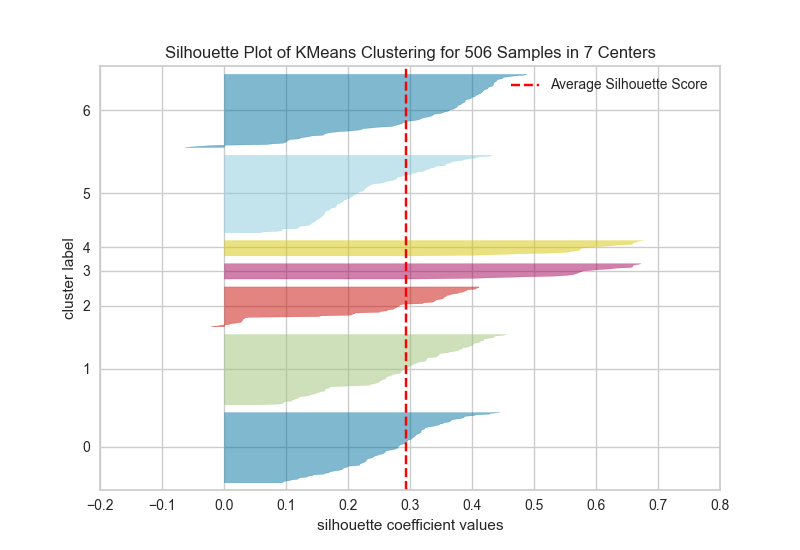 Silhouette Plot of KMeans Clustering for 506 Samples in 7 Centers
Average Silhouette Score
6
5
4
3
2
1
0
cluster label
−0.2 −0.1 0.0 0.1 0.2 0.3 0.4 0.5 0.6 0.7 0.8
silhouette coefficient values